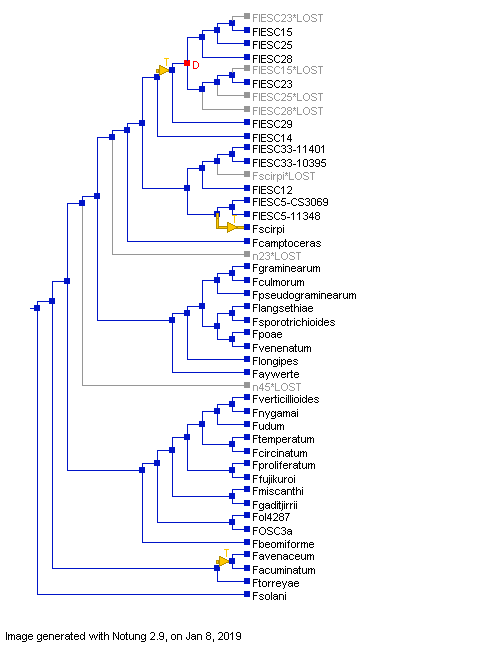 FIESC23*LOST
FIESC15
FIESC25
FIESC28
T
D
FIESC15*LOST
FIESC23
FIESC25*LOST
FIESC28*LOST
FIESC29
FIESC14
FIESC33-11401
FIESC33-10395
Fscirpi*LOST
FIESC12
FIESC5-CS3069
FIESC5-11348
T
Fscirpi
Fcamptoceras
n23*LOST
Fgraminearum
Fculmorum
Fpseudograminearum
Flangsethiae
Fsporotrichioides
Fpoae
Fvenenatum
Flongipes
Faywerte
n45*LOST
Fverticillioides
Fnygamai
Fudum
Ftemperatum
Fcircinatum
Fproliferatum
Ffujikuroi
Fmiscanthi
Fgaditjirrii
Fol4287
FOSC3a
Fbeomiforme
T
Favenaceum
Facuminatum
Ftorreyae
Fsolani
Image generated with Notung 2.9, on Jan 8, 2019